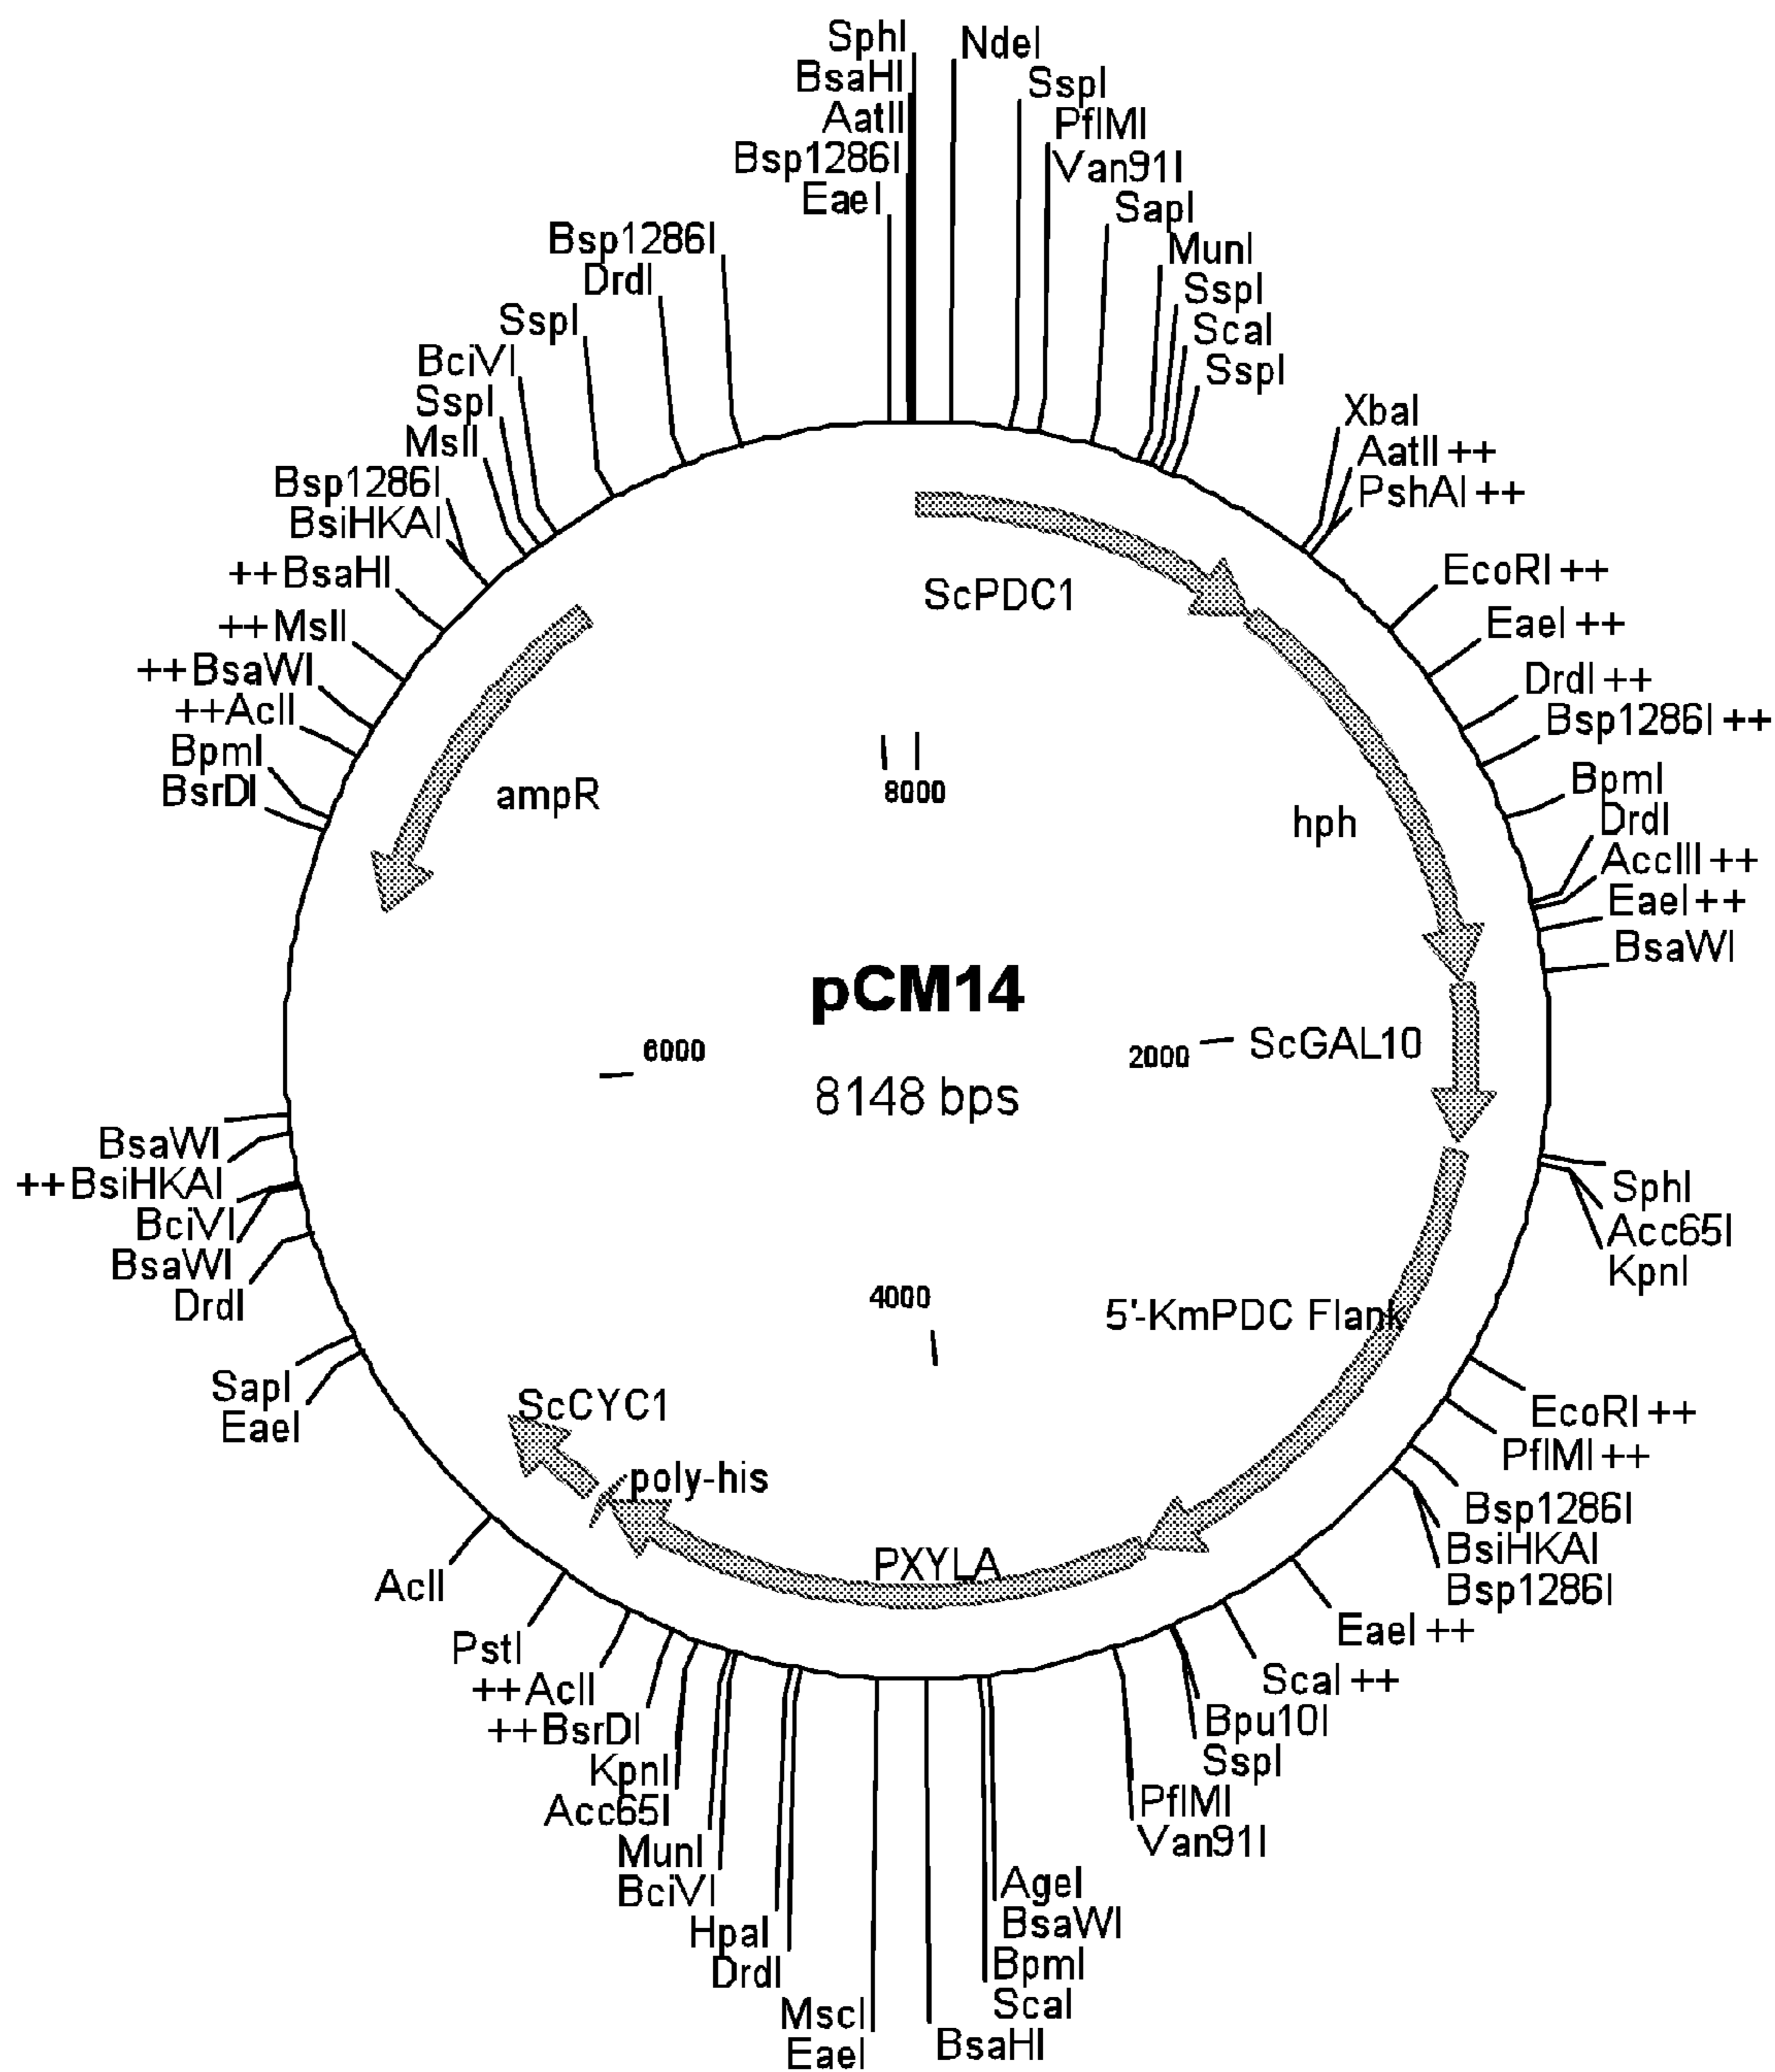 SphI
BsaHI
AatII
Bsp1286I
EaeI
NdeI
SspI
PflMI
Van91I
SapI
MunI
SspI
ScaI
SspI
XbaI
AatII ++
PshAI ++
EcoRI ++
EaeI ++
DrdI ++
Bsp1286I ++
BpmI
DrdI
AccIII ++
EaeI ++
BsaWI
SphI
Acc65I
KpnI
EcoRI ++
PflMI ++
Bsp1286I
BsiHKAI
Bsp1286I
EaeI ++
ScaI ++
Bpu10I
SspI
PflMI
Van91I
AgeI
BsaWI
BpmI
ScaI
BsaHI
MscI
EaeI
DrdI
HpaI
BciVI
MunI
Acc65I
KpnI
++BsrDI
++AclI
PstI
AclI
EaeI
SapI
DrdI
BsaWI
BciVI
++BsiHKAI
BsaWI
BsrDI
BpmI
++AclI
++BsaWI
++MslI
++BsaHI
BsiHKAI
Bsp1286I
MslI
SspI
BciVI
SspI
DrdI
Bsp1286I
ScPDC1
hph
ScGAL10
5'-KmPDC Flank
PXYLA
poly-his
ScCYC1
ampR
8000
2000
4000
6000
pCM14
8148 bps